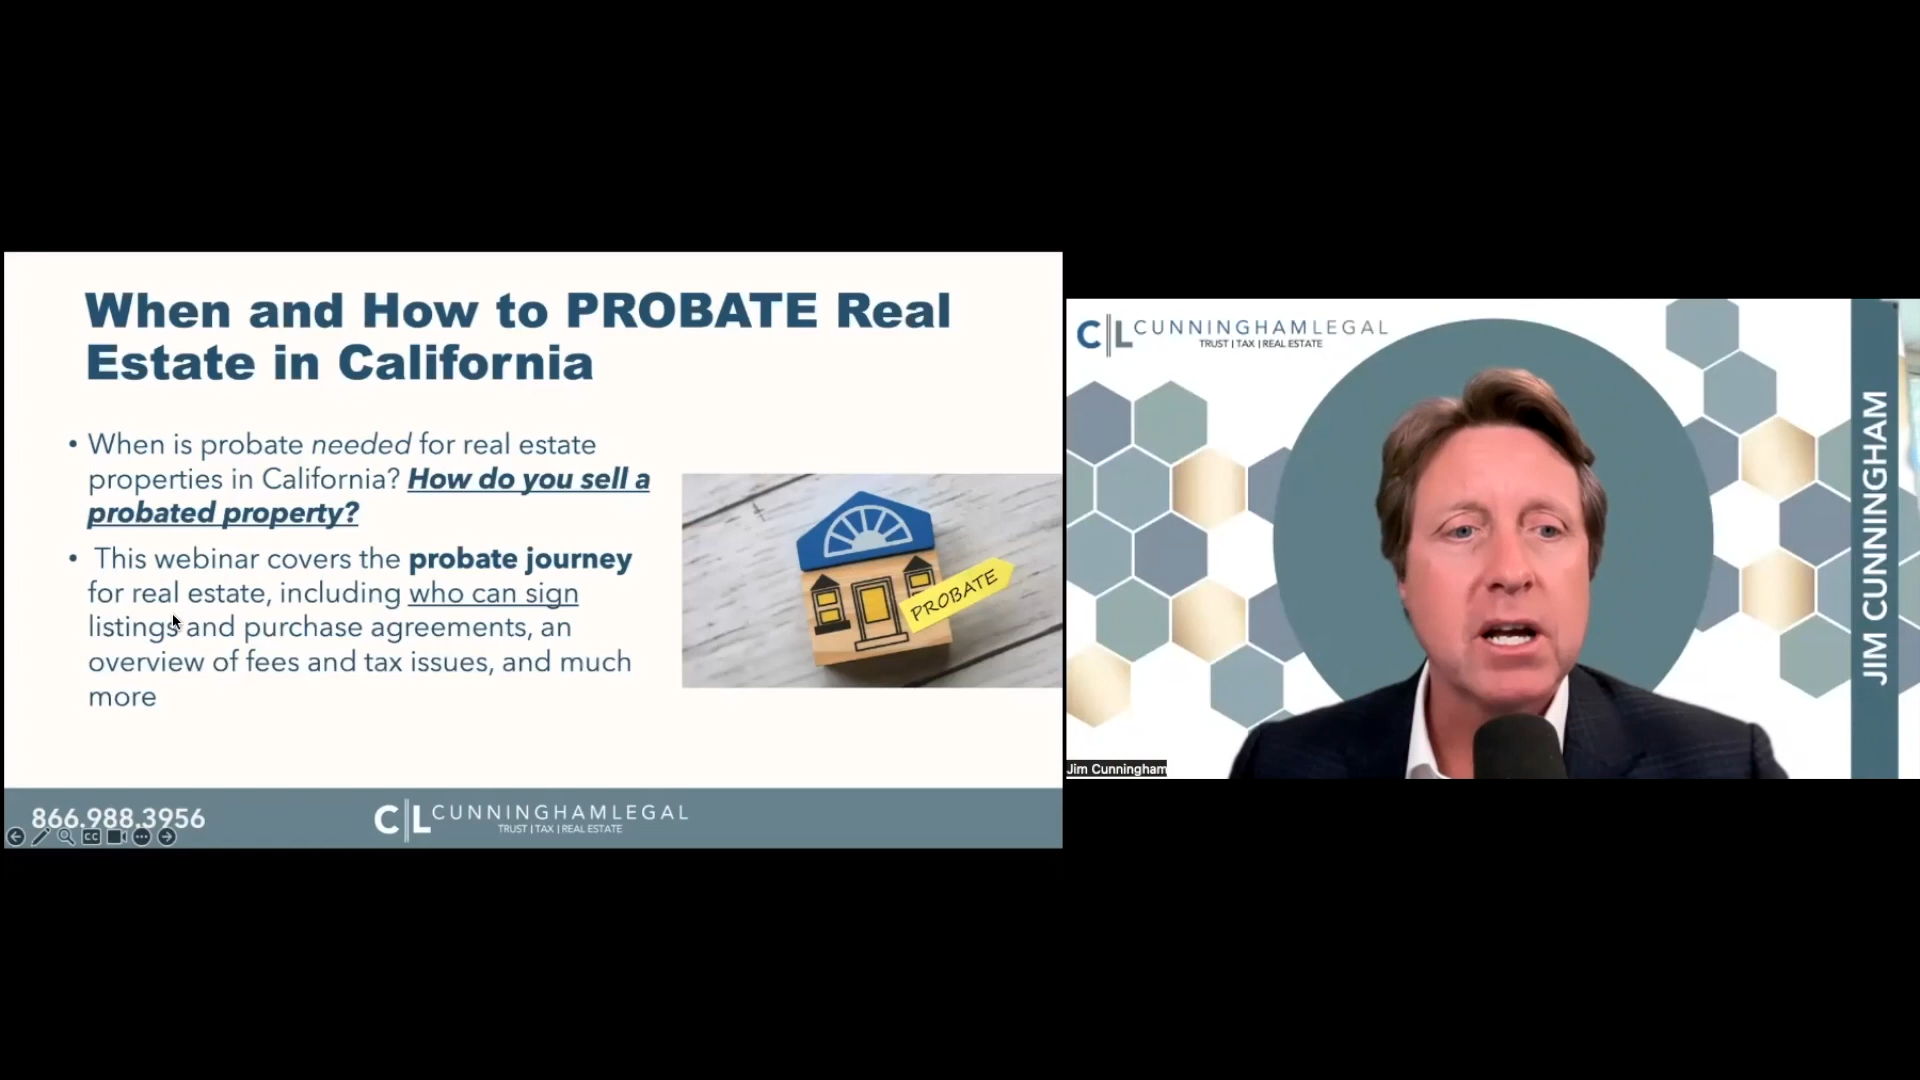 When and How to PROBATE Real
Estate in California
• When is probate needed for real estate
properties in California? How do you sell a
probated property?
• This webinar covers the probate journey
for real estate, including who can sign
listings and purchase agreements, an
overview of fees and tax issues, and much
more
PROBATE
866.988.3956
CC
CL CUNNINGHAMLEGAL
TRUST | TAX | REAL ESTATE
CL CUNNINGHAMLEGAL
TRUST | TAX | REAL ESTATE
JIM CUNNINGHAM
Jim Cunningham